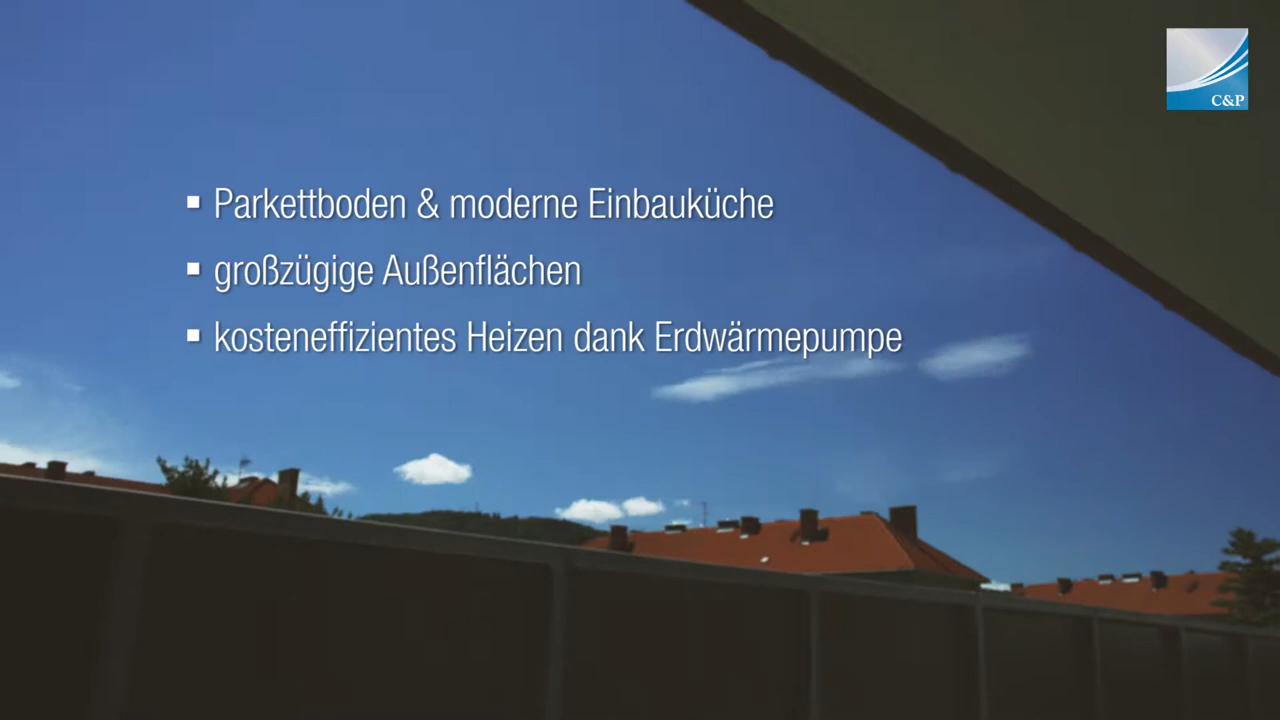 C&P
▪ Parkettboden & moderne Einbauküche
▪ großzügige Außenflächen
▪ kosteneffizientes Heizen dank Erdwärmepumpe